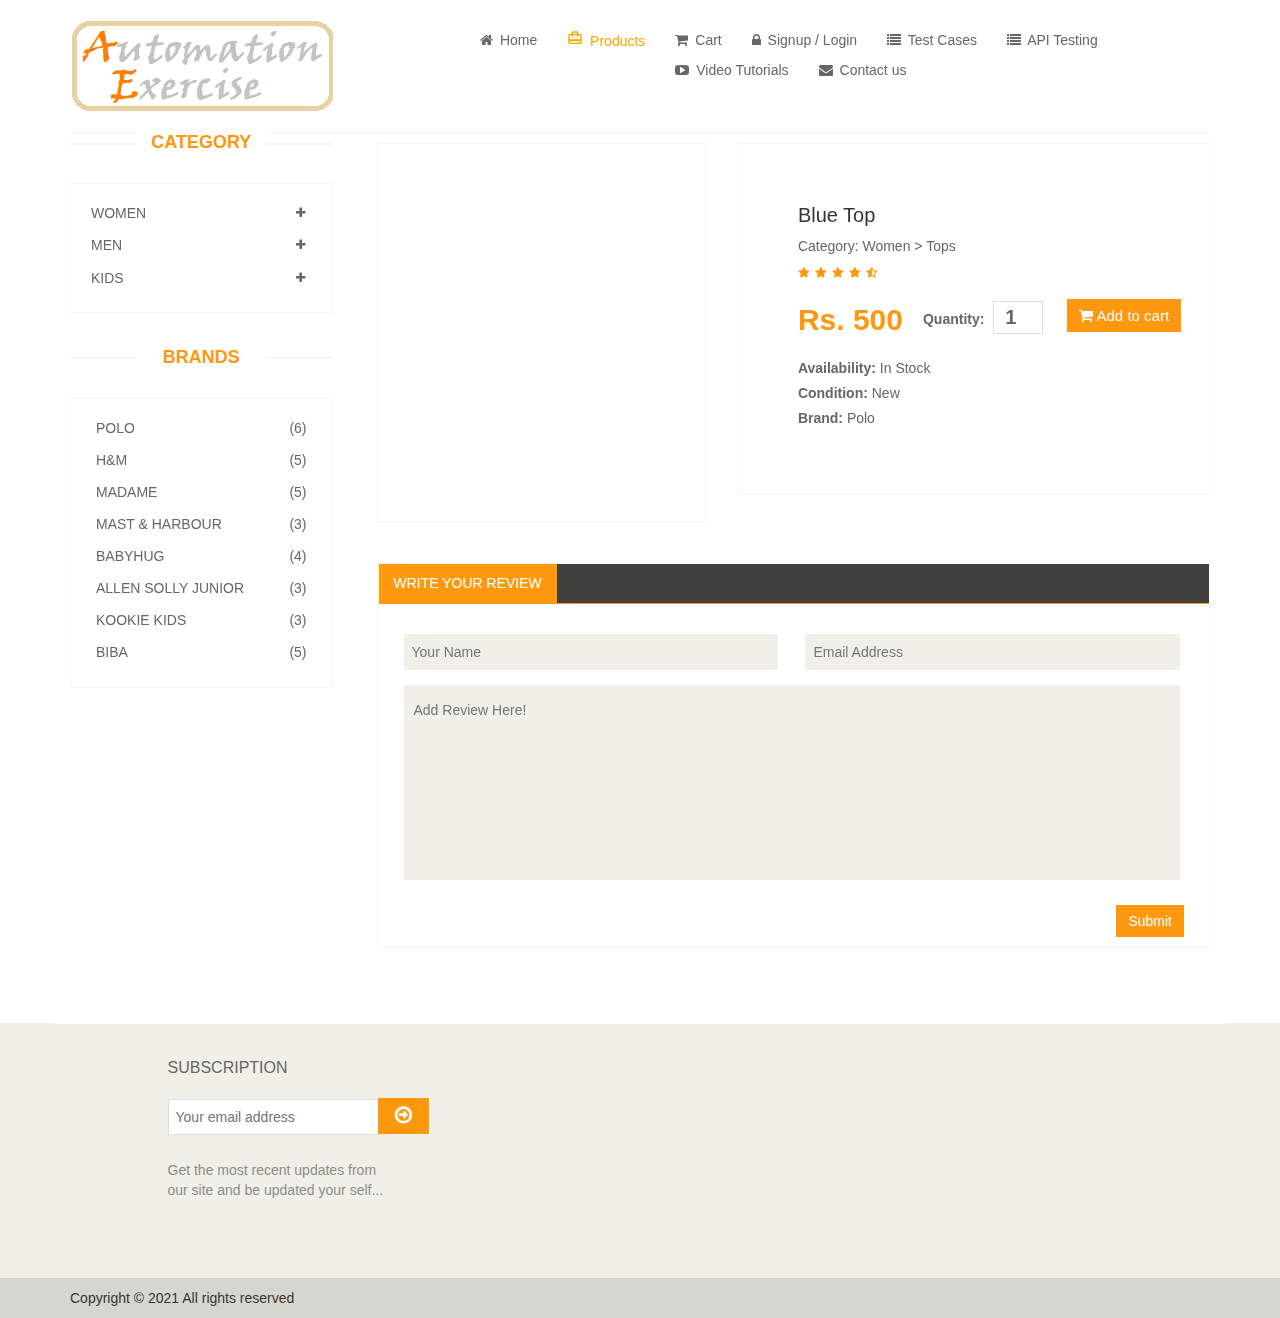 Automation
Exercise
Home
Products
Cart
Signup / Login
Test Cases
API Testing
Video Tutorials
Contact us
CATEGORY
WOMEN
MEN
KIDS
BRANDS
POLO (6)
H&M (5)
MADAME (5)
MAST & HARBOUR (3)
BABYHUG (4)
ALLEN SOLLY JUNIOR (3)
KOOKIE KIDS (3)
BIBA (5)
Blue Top
Category: Women > Tops
Rs. 500 Quantity: 1 Add to cart
Availability: In Stock
Condition: New
Brand: Polo
WRITE YOUR REVIEW
Your Name
Email Address
Add Review Here!
Submit
SUBSCRIPTION
Your email address
Get the most recent updates from
our site and be updated your self...
Copyright © 2021 All rights reserved